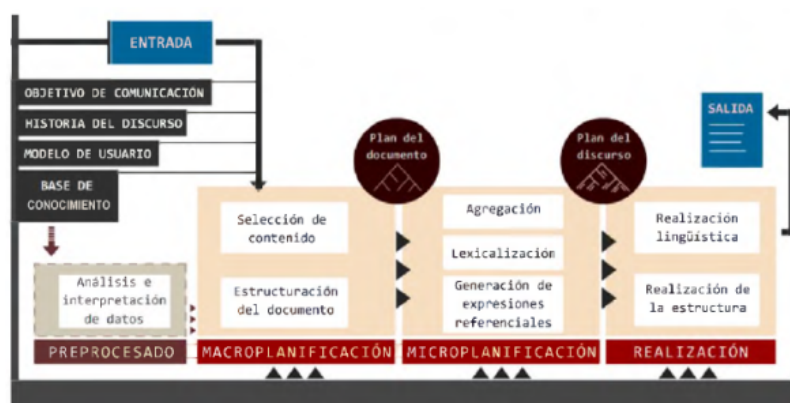 ENTRADA
OBJETIVO DE COMUNICACIÓN
HISTORIA DEL DISCURSO
MODELO DE USUARIO
BASE DE
CONOCIMIENTO
Análisis e
interpretación
de datos
PREPROCESADO
Selección de
contenido
Estructuración
del documento
MACROPLANIFICACIÓN
Plan del
documento
Agregación
Lexicalización
Generación de
expresiones
referenciales
MICROPLANIFICACIÓN
Plan del
discurso
Realización
lingüística
Realización de
la estructura
REALIZACIÓN
SALIDA